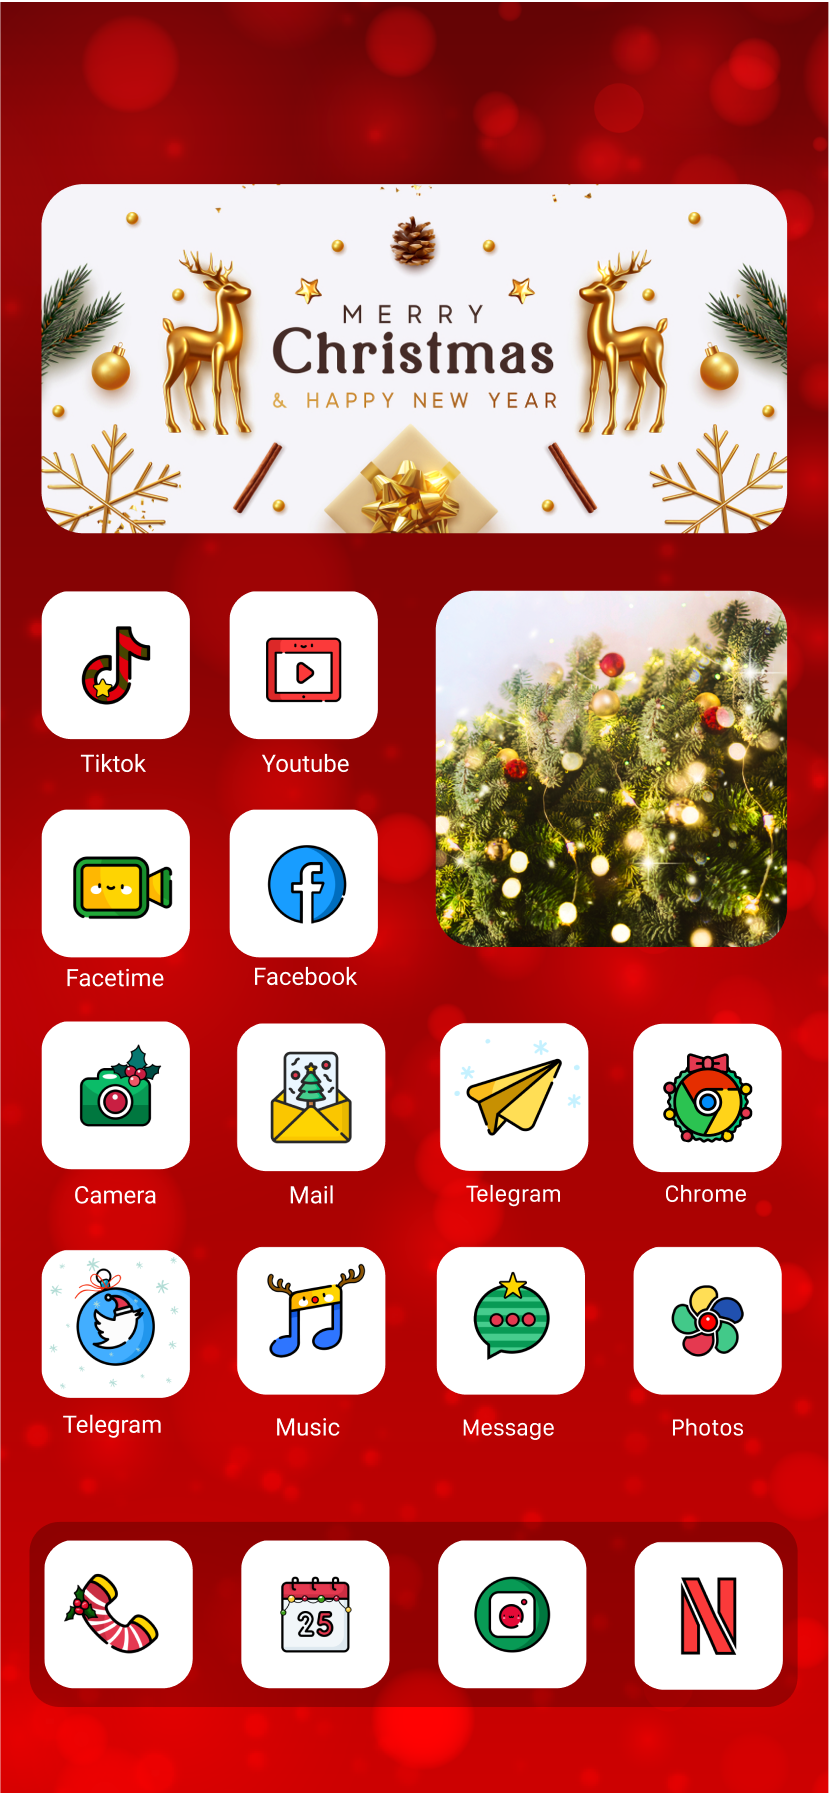 MERRY
Christmas
& HAPPY NEW YEAR
Tiktok
Youtube
Facetime
Facebook
Camera
Mail
Telegram
Chrome
Telegram
Music
Message
Photos
25
N